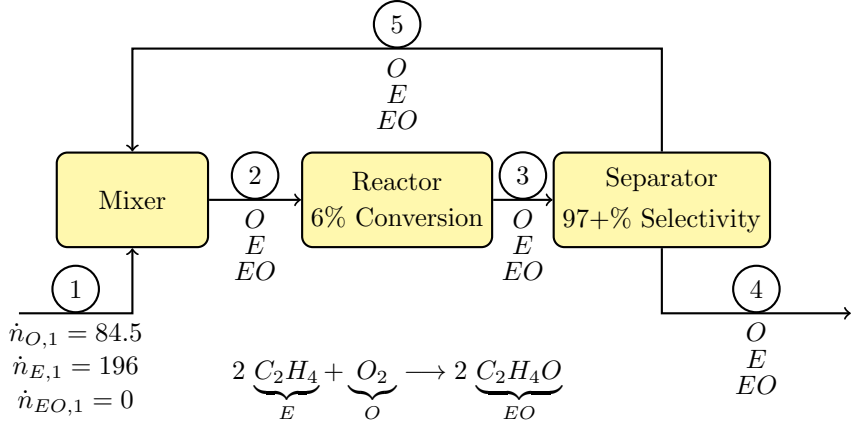 5
O
E
EO
Mixer
2
O
E
EO
Reactor
6% Conversion
3
O
E
EO
Separator
97+% Selectivity
1
ṅ_{O,1} = 84.5
ṅ_{E,1} = 196
ṅ_{EO,1} = 0
4
O
E
EO
2 C₂H₄ + O₂ ⟶ 2 C₂H₄O
E O EO